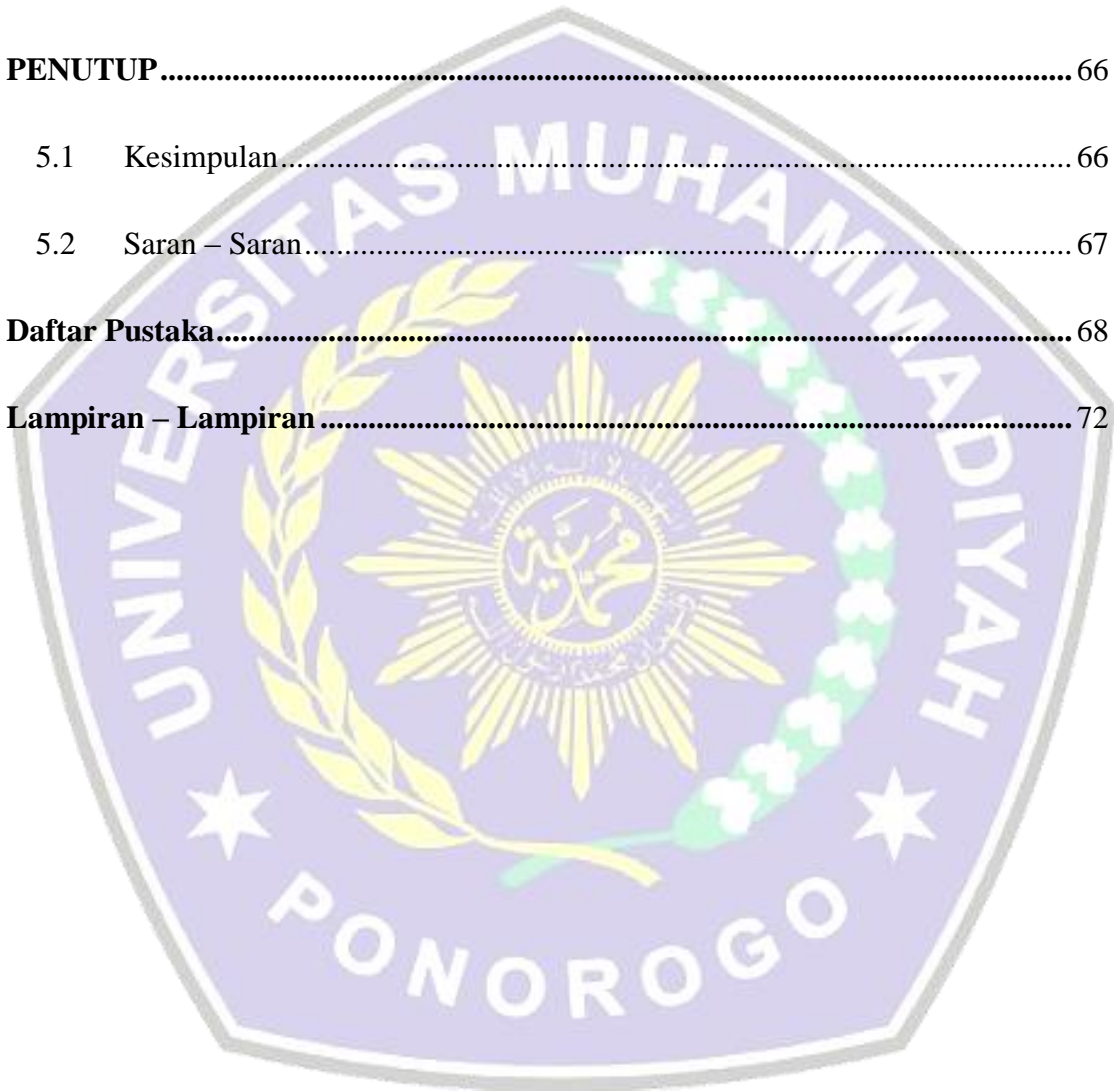 PENUTUP.......................................................................................................... 66
5.1 Kesimpulan.......................................................................................... 66
5.2 Saran – Saran....................................................................................... 67
Daftar Pustaka.................................................................................................. 68
Lampiran – Lampiran...................................................................................... 72
UNIVERSITAS MUHAMMADIYAH
محمدية
PONOROGO